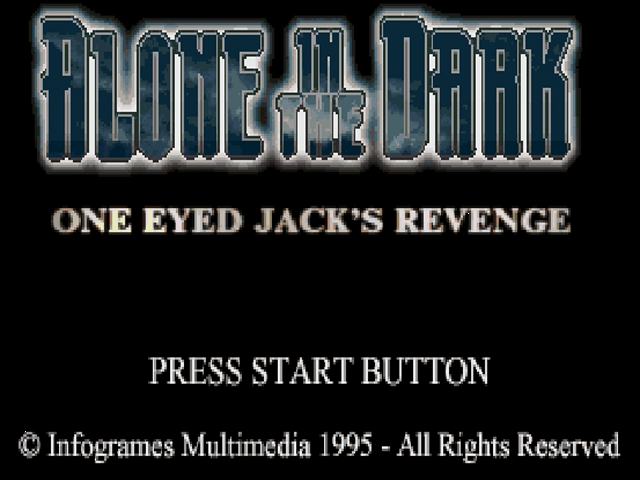 ALONE IN THE DARK
ONE EYED JACK'S REVENGE
PRESS START BUTTON
© Infogrames Multimedia 1995 - All Rights Reserved